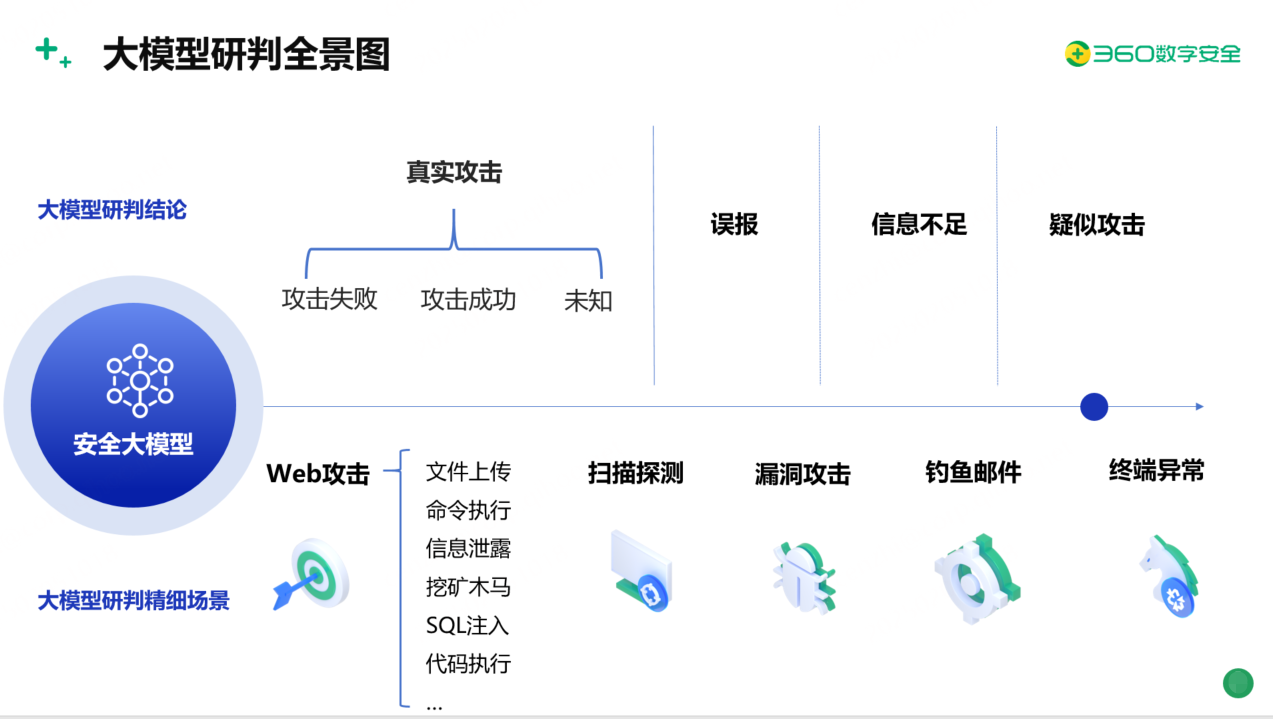 大模型研判全景图
360数字安全
真实攻击
大模型研判结论
误报
信息不足
疑似攻击
攻击失败
攻击成功
未知
安全大模型
Web攻击
文件上传
扫描探测
漏洞攻击
钓鱼邮件
终端异常
命令执行
信息泄露
挖矿木马
大模型研判精细场景
SQL注入
代码执行
...